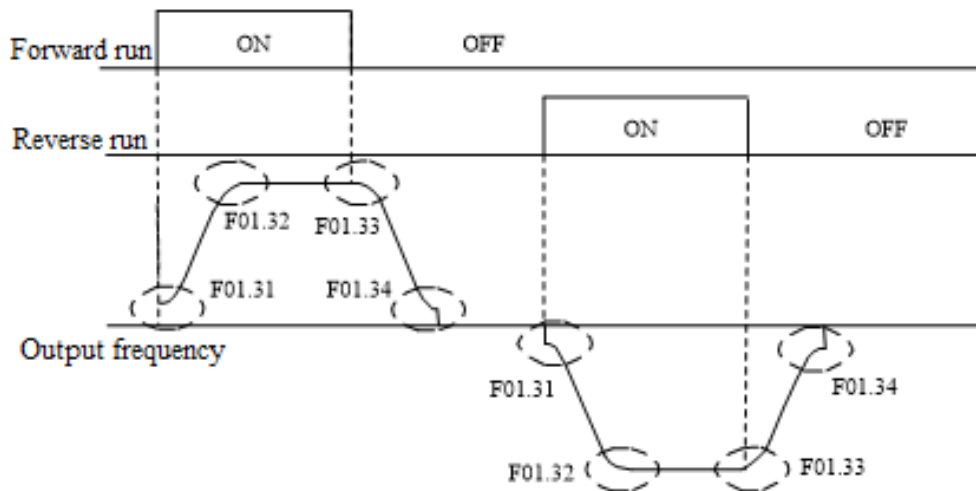 Forward run
ON
OFF
Reverse run
ON
OFF
F01.32
F01.33
F01.31
F01.34
Output frequency
F01.31
F01.34
F01.32
F01.33